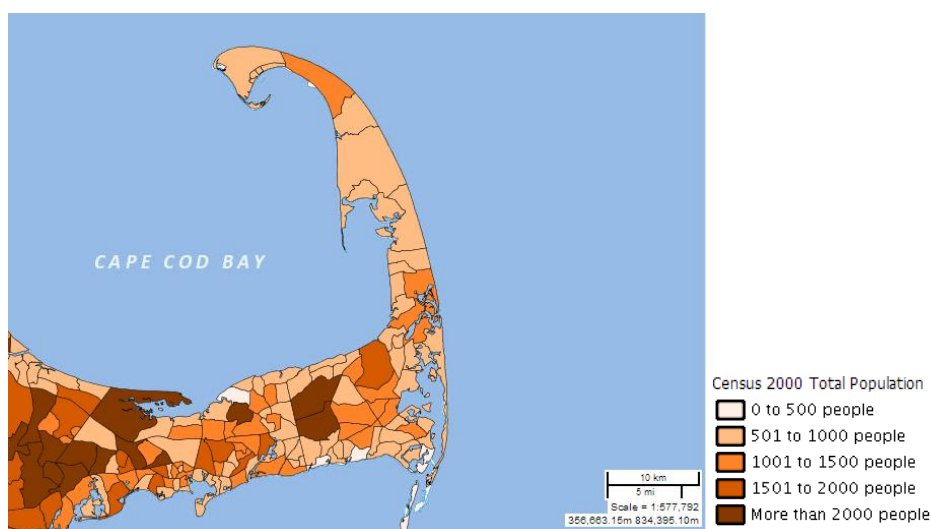 CAPE COD BAY
Census 2000 Total Population
0 to 500 people
501 to 1000 people
1001 to 1500 people
1501 to 2000 people
More than 2000 people
10 km
5 mi
Scale = 1:577,792
356,663.15m 834,395.10m